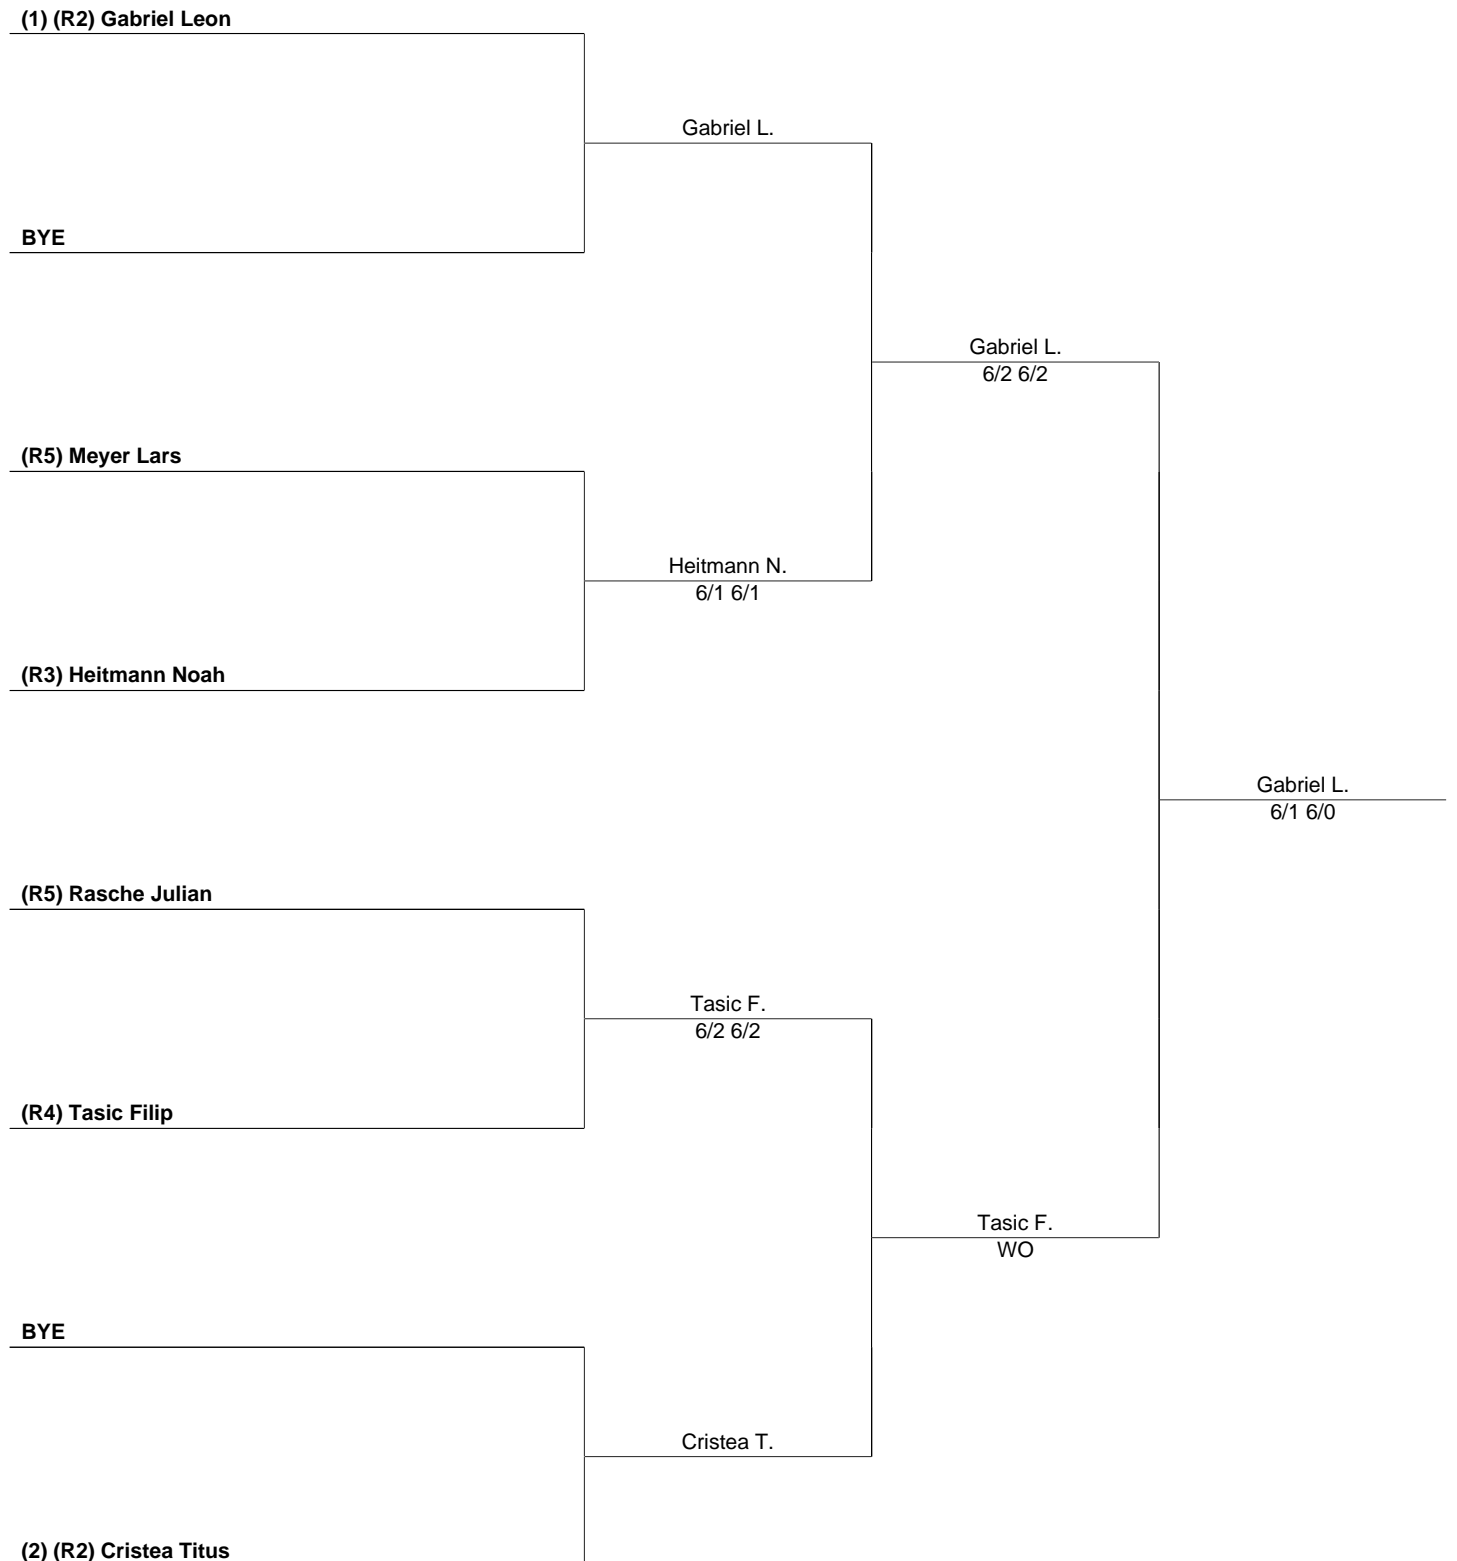 (1) (R2) Gabriel Leon
Gabriel L.
BYE
Gabriel L.
6/2 6/2
(R5) Meyer Lars
Heitmann N.
6/1 6/1
(R3) Heitmann Noah
Gabriel L.
6/1 6/0
(R5) Rasche Julian
Tasic F.
6/2 6/2
(R4) Tasic Filip
Tasic F.
WO
BYE
Cristea T.
(2) (R2) Cristea Titus